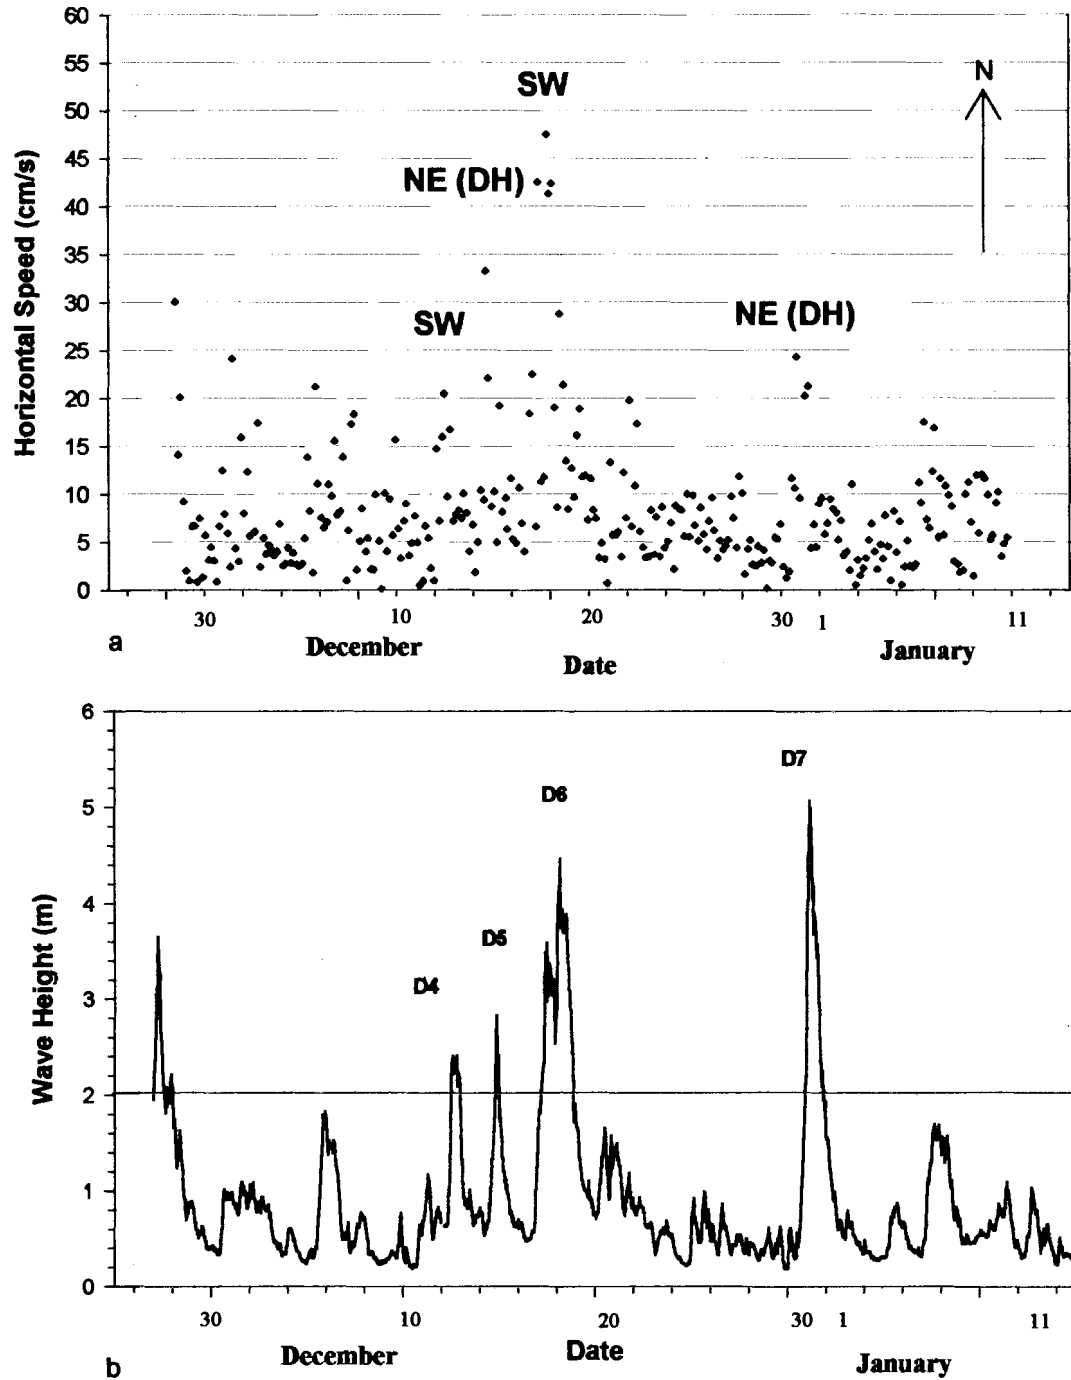 60
55
SW
N
50
45
NE (DH)
40
35
30
SW
NE (DH)
25
20
15
10
5
0
Horizontal Speed (cm/s)
30 10 20 30 1 11
a
December
Date
January
6
D7
D6
5
4
D5
D4
3
2
1
0
Wave Height (m)
30 10 20 30 1 11
b
December
Date
January